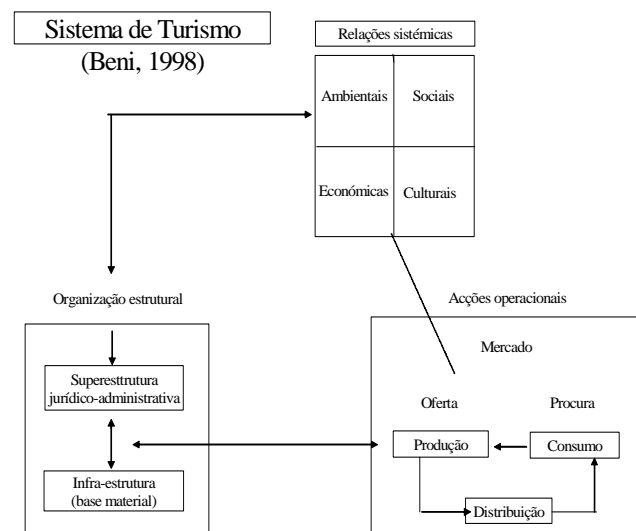 Sistema de Turismo
(Beni, 1998)
Relações sistémicas
Ambientais
Sociais
Económicas
Culturais
Organização estrutural
Superesttrutura
jurídico-administrativa
Infra-estrutura
(base material)
Acções operacionais
Mercado
Oferta
Procura
Produção
Consumo
Distribuição